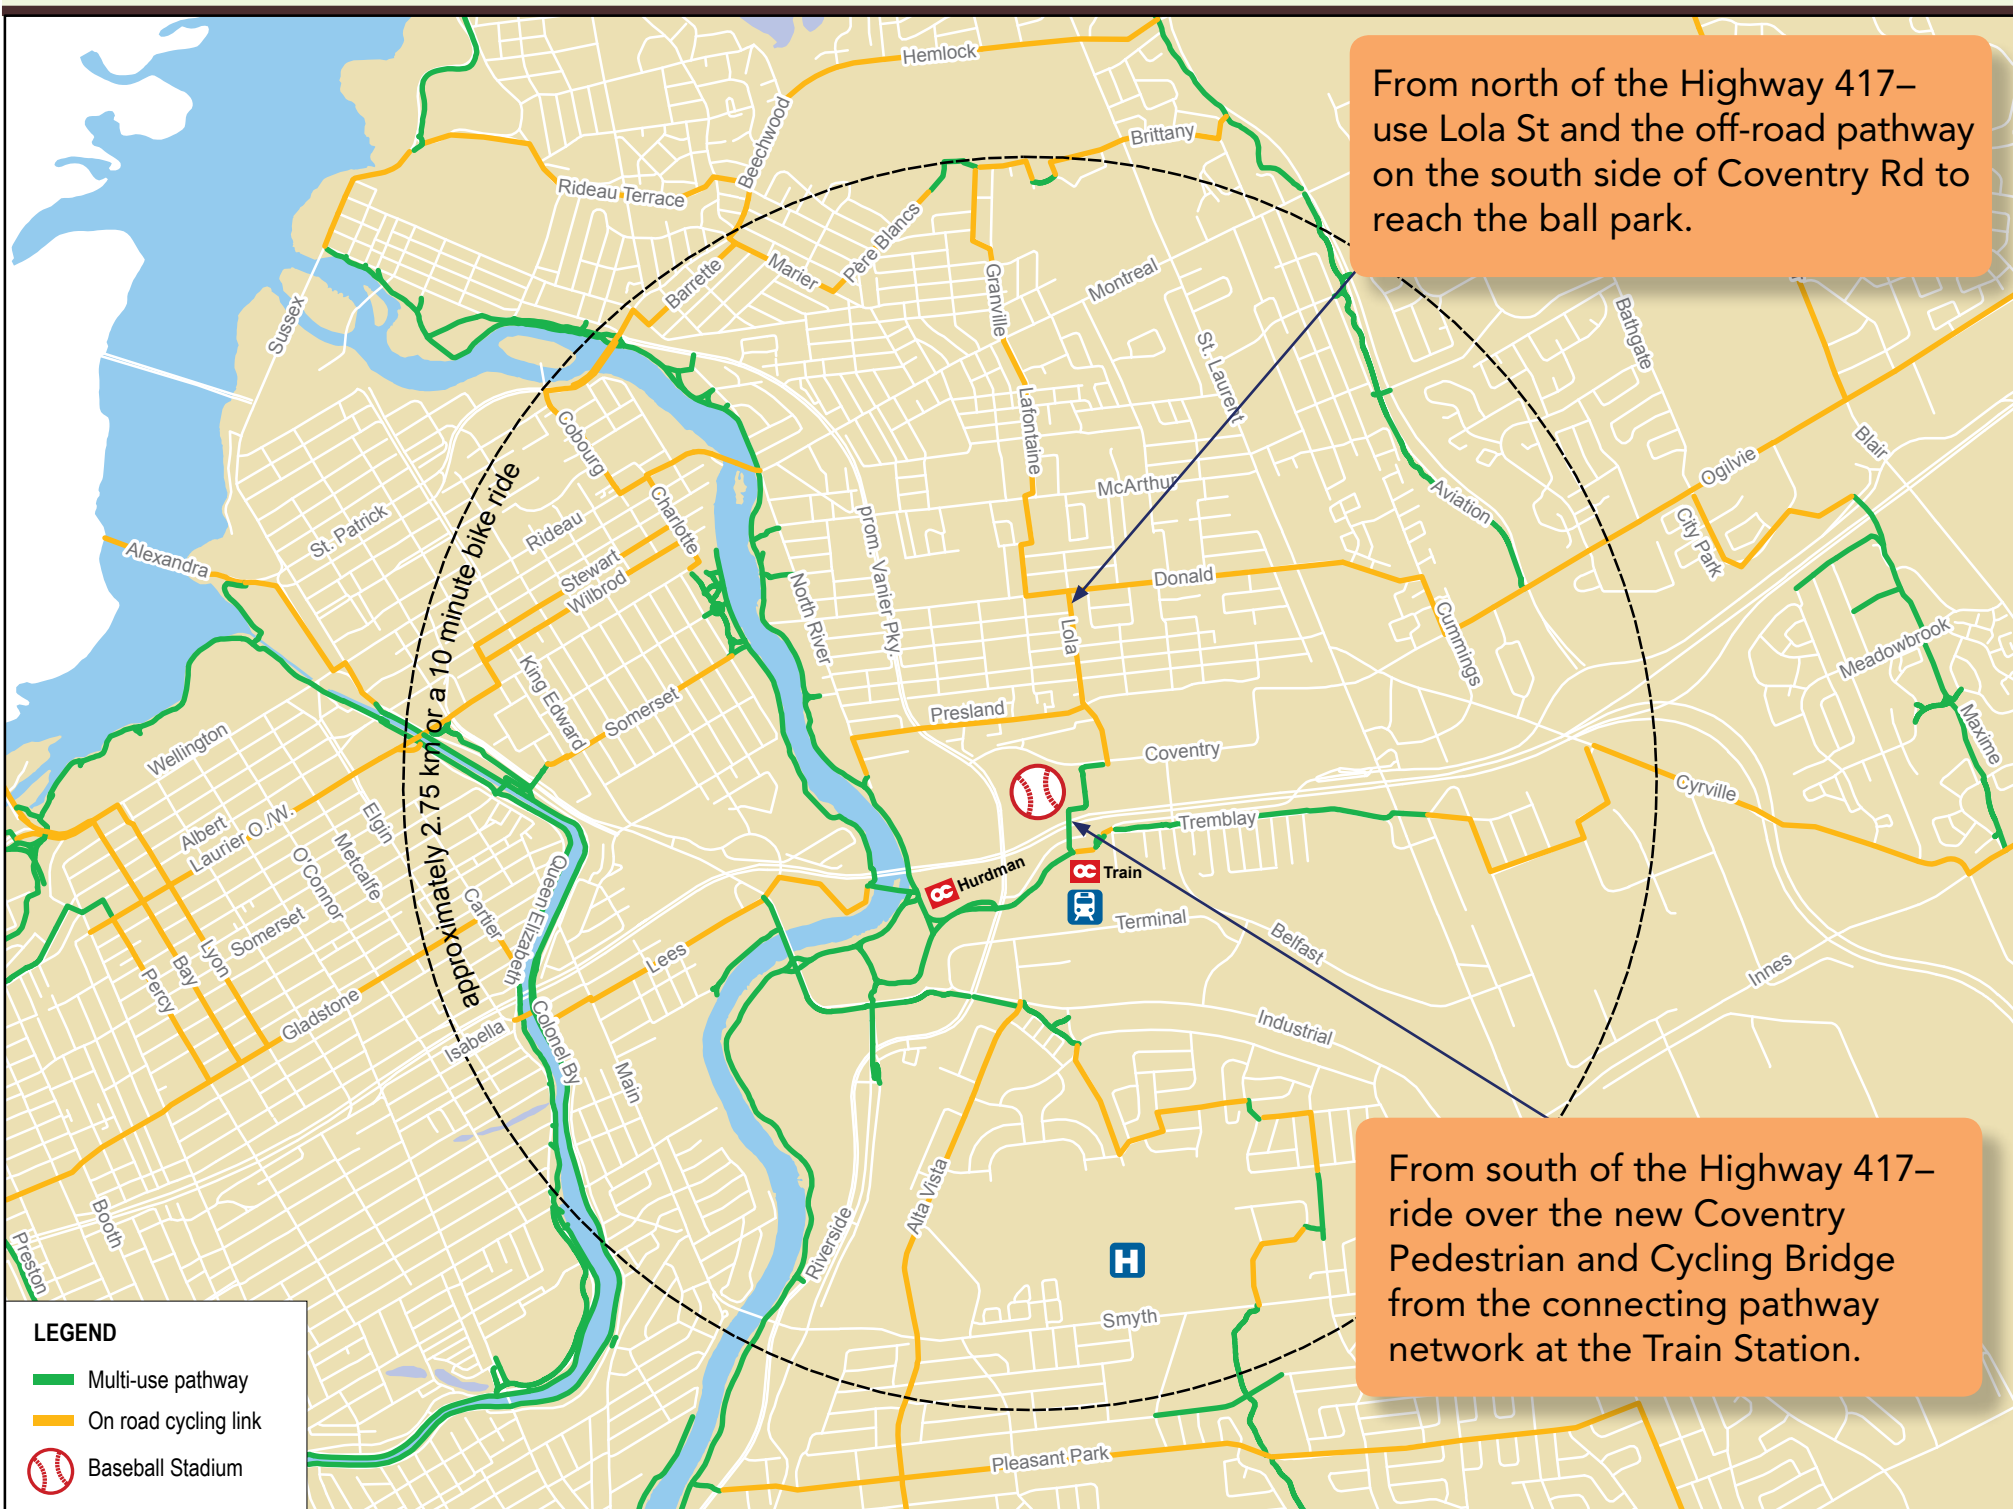 From north of the Highway 417–
use Lola St and the off-road pathway
on the south side of Coventry Rd to
reach the ball park.
Hemlock
Beechwood
Brittany
Rideau Terrace
Père Blancs
Marier
Barrette
Montreal
Granville
Sussex
Bathgate
St. Laurent
Lafontaine
Cobourg
Blair
Ogilvie
McArthur
Aviation
Charlotte
St. Patrick
Rideau
prom. Vanier Pky.
City Park
Alexandra
Stewart
Wilbrod
North River
Donald
Cummings
Lola
Meadowbrook
King Edward
Somerset
approximately 2.75 km or a 10 minute bike ride
Presland
Maxime
Wellington
Coventry
Cyrville
Elgin
Albert
Laurier O./W.
Metcalfe
O'Connor
Tremblay
Queen Elizabeth
oc Hurdman
oc Train
Cartier
Terminal
Belfast
Somerset
Lyon
Bay
Percy
Lees
Innes
Gladstone
Isabella
Colonel By
Industrial
Main
From south of the Highway 417–
ride over the new Coventry
Pedestrian and Cycling Bridge
from the connecting pathway
network at the Train Station.
Alta Vista
Riverside
Booth
Preston
H
Smyth
Pleasant Park
LEGEND
Multi-use pathway
On road cycling link
Baseball Stadium